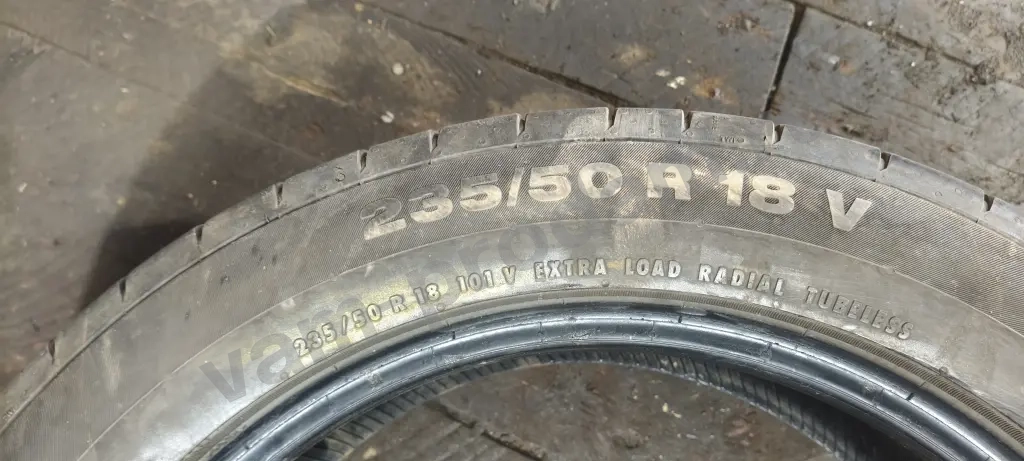 235/50 R 18 V
235/50 R 18 101 V EXTRA LOAD RADIAL TUBELESS